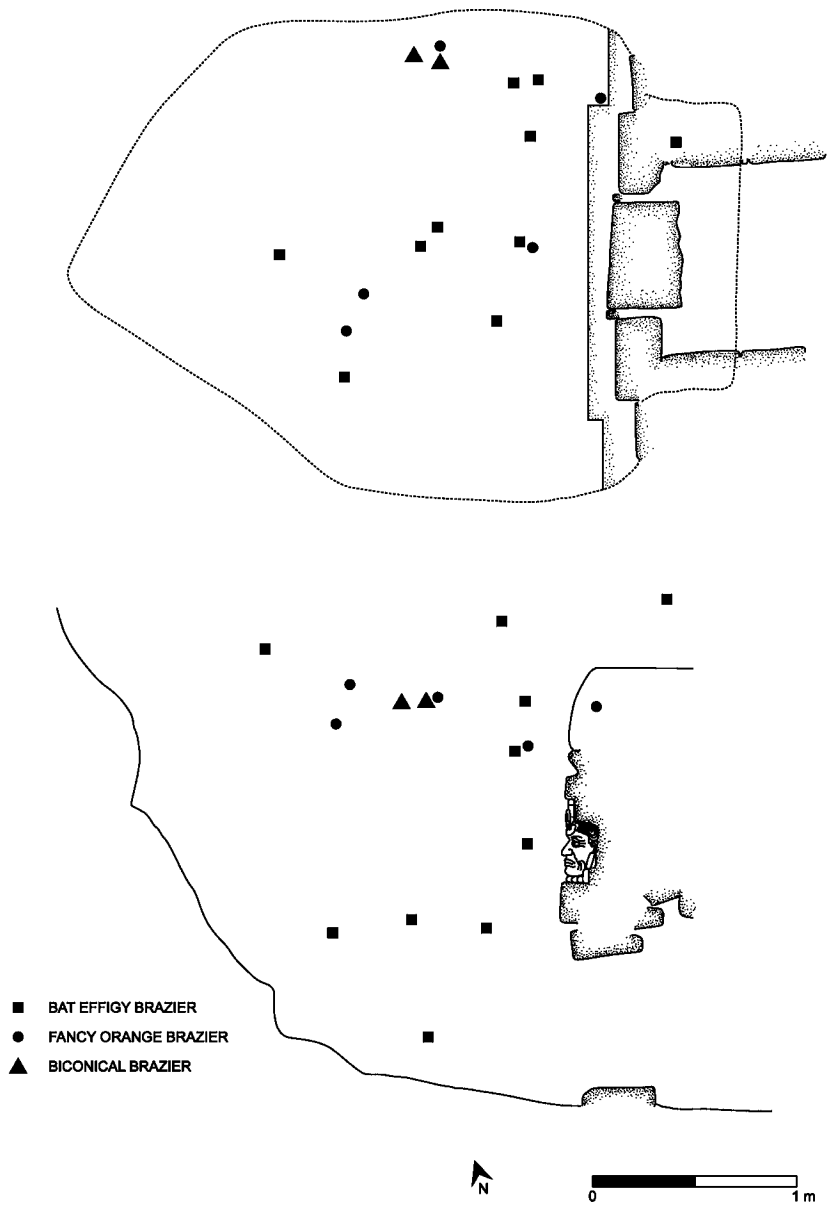 BAT EFFIGY BRAZIER
FANCY ORANGE BRAZIER
BICONICAL BRAZIER
N
0 1 m